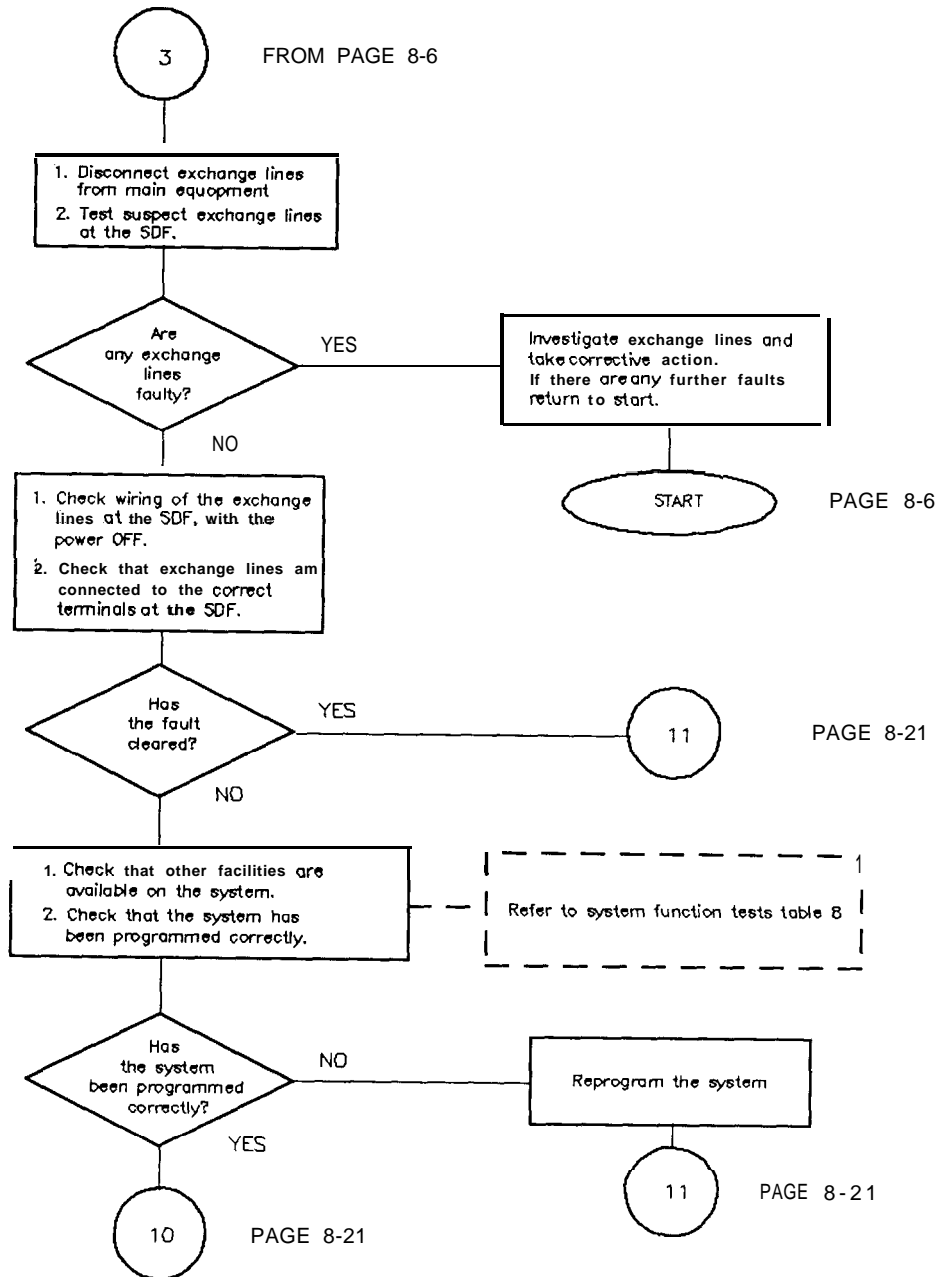 3
FROM PAGE 8-6
1. Disconnect exchange lines
from main equopment
2. Test suspect exchange lines
at the SDF.
Are
any exchange
lines
faulty?
YES
Investigate exchange lines and
take corrective action.
If there are any further faults
return to start.
NO
START
PAGE 8-6
1. Check wiring of the exchange
lines at the SDF, with the
power OFF.
2. Check that exchange lines am
connected to the correct
terminals at the SDF.
Has
the fault
cleared?
YES
11
PAGE 8-21
NO
1. Check that other facilities are
available on the system.
2. Check that the system has
been programmed correctly.
Refer to system function tests table 8
Has
the system
been programmed
correctly?
NO
Reprogram the system
YES
11
PAGE 8-21
10
PAGE 8-21